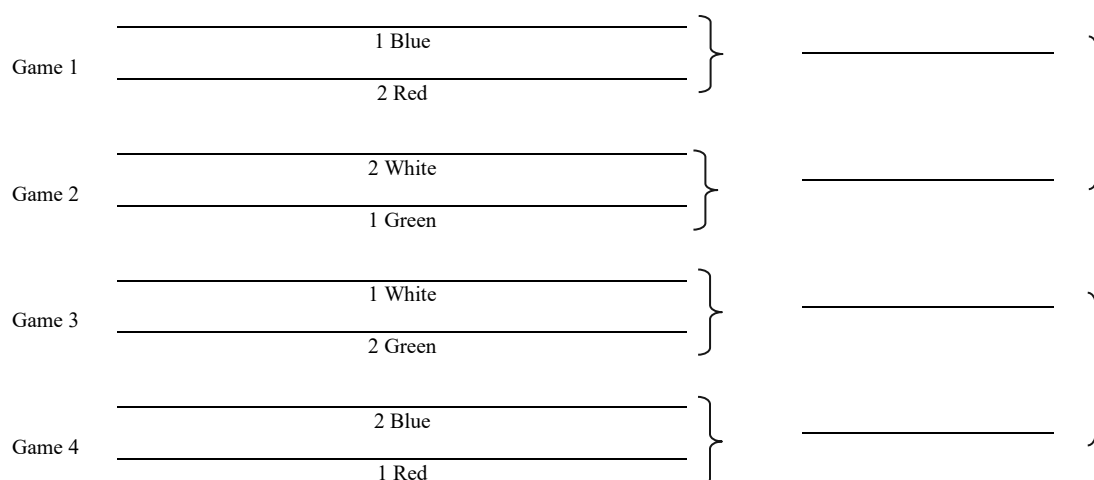 1 Blue
Game 1
2 Red
2 White
Game 2
1 Green
1 White
Game 3
2 Green
2 Blue
Game 4
1 Red